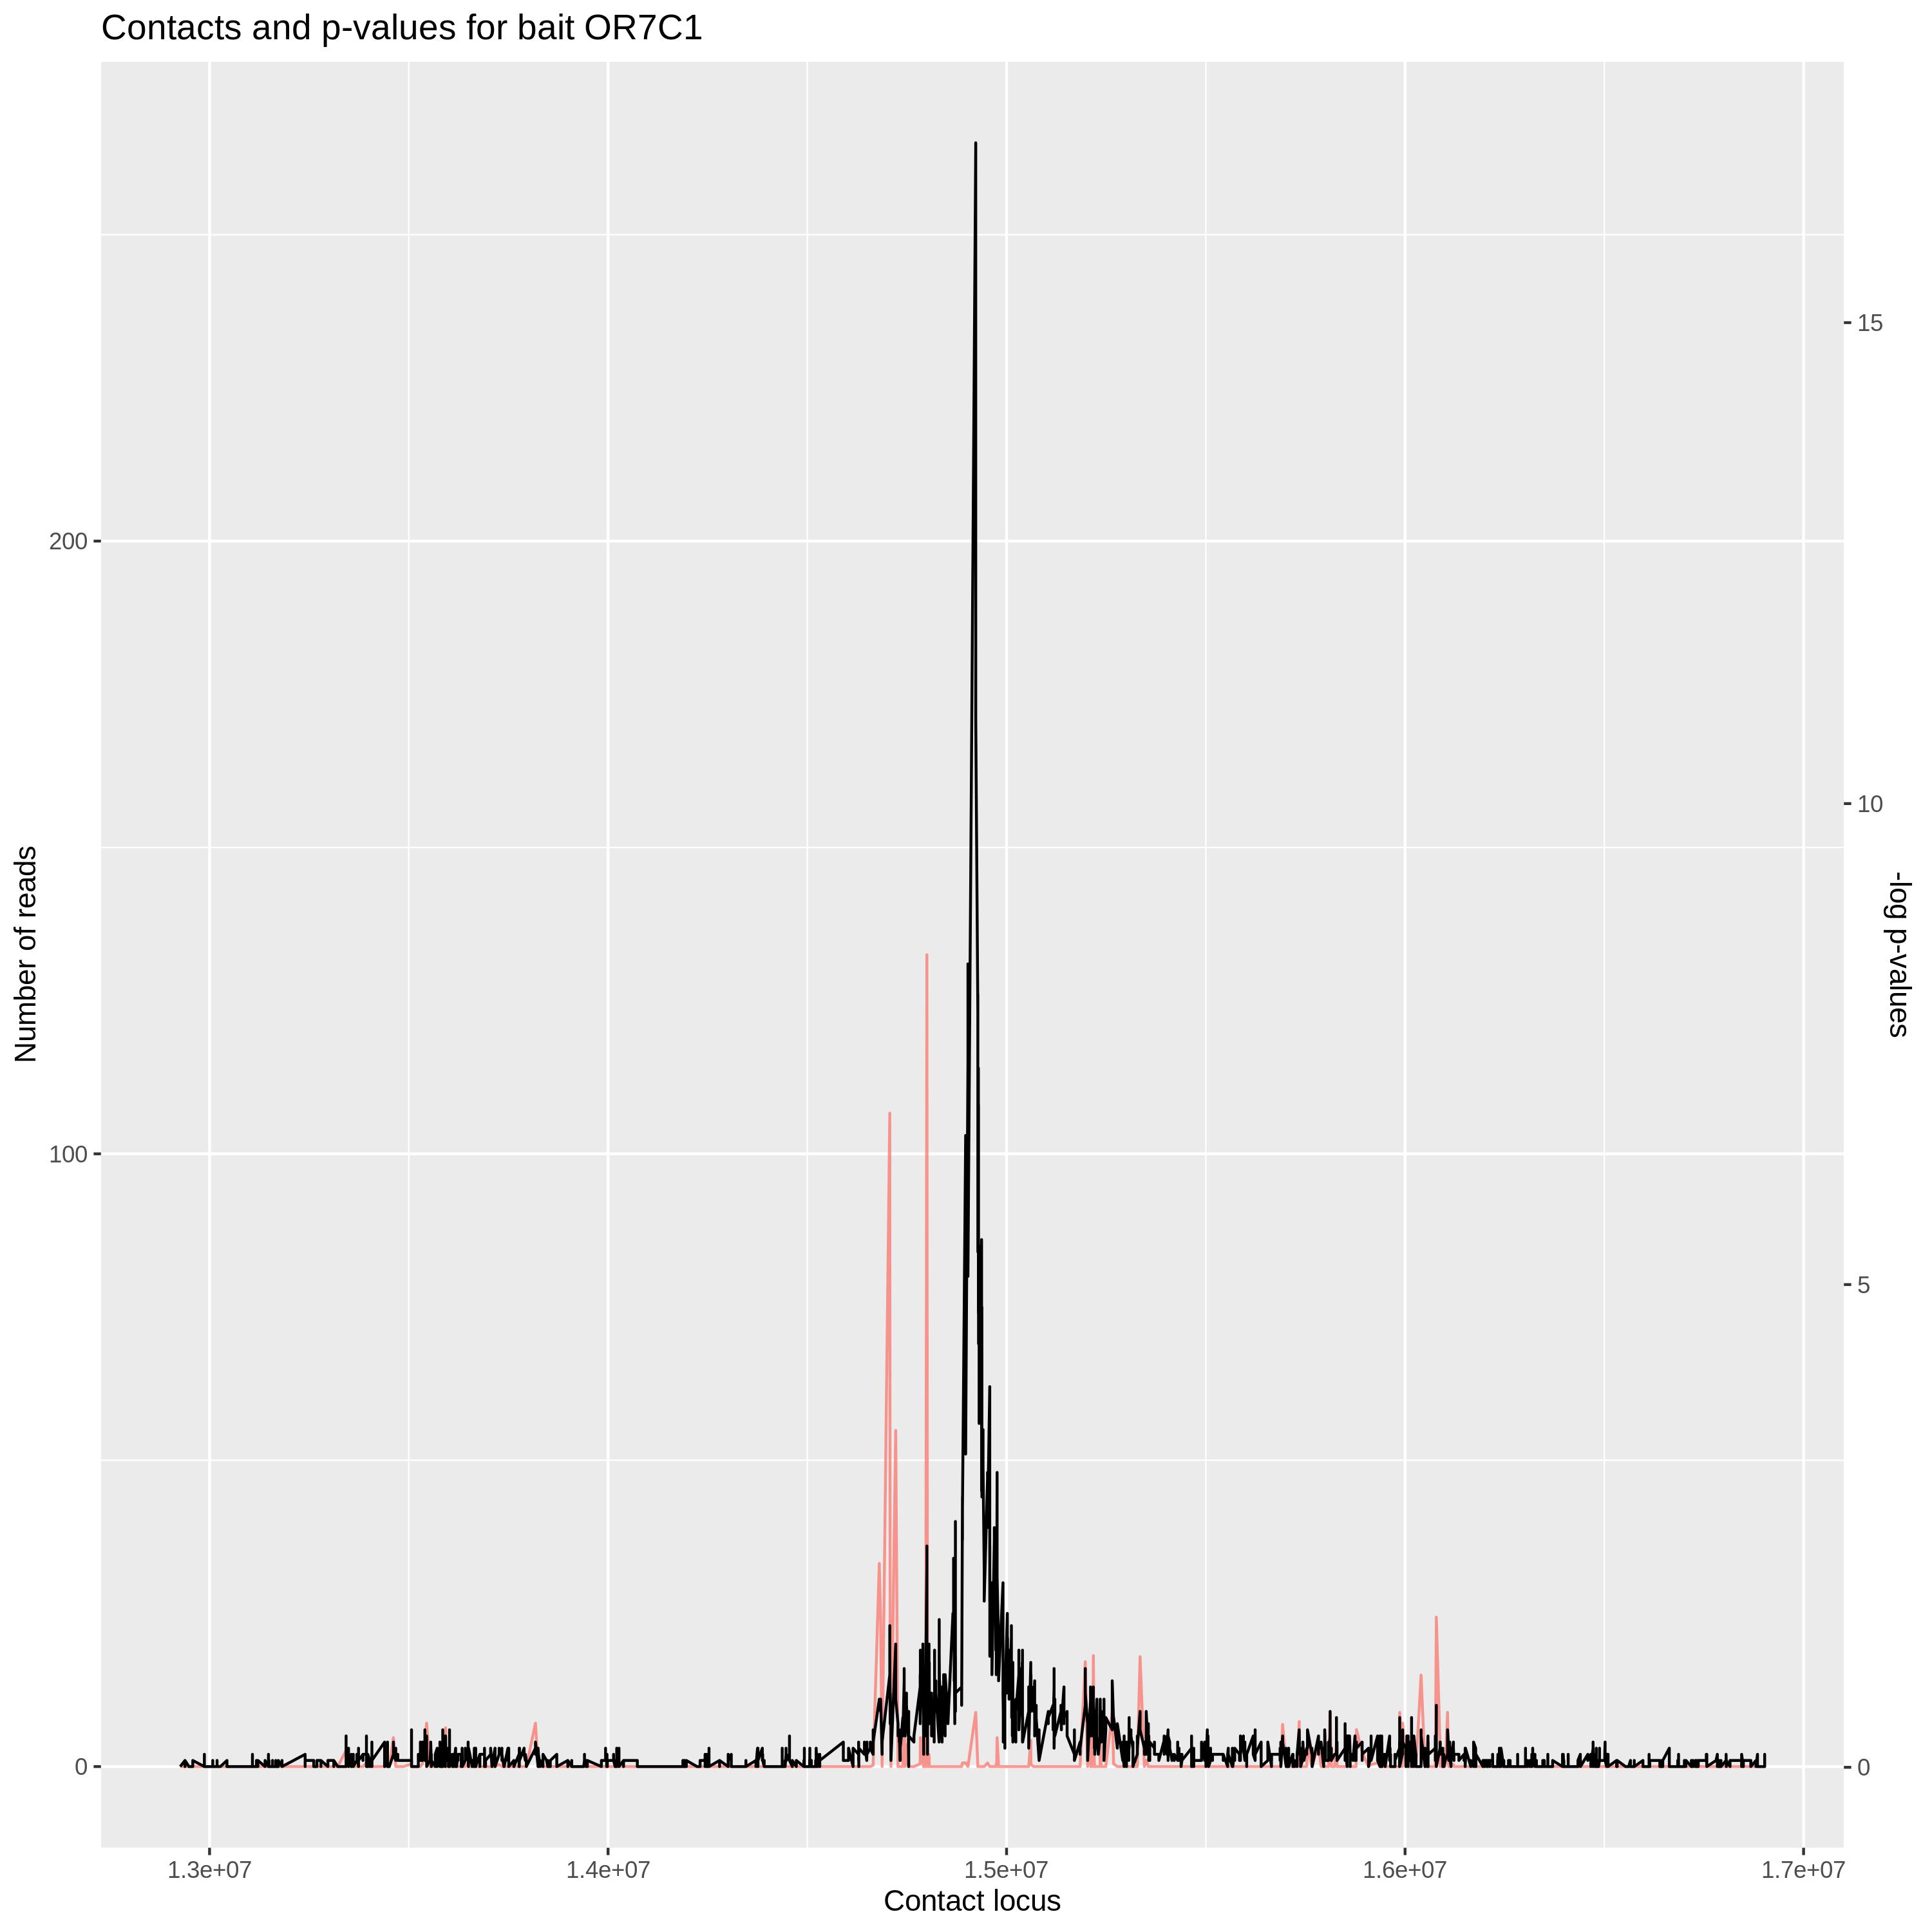 Contacts and p-values for bait OR7C1
Number of reads
200
100
0
15
10
5
0
-log p-values
1.3e+07 1.4e+07 1.5e+07 1.6e+07 1.7e+07
Contact locus